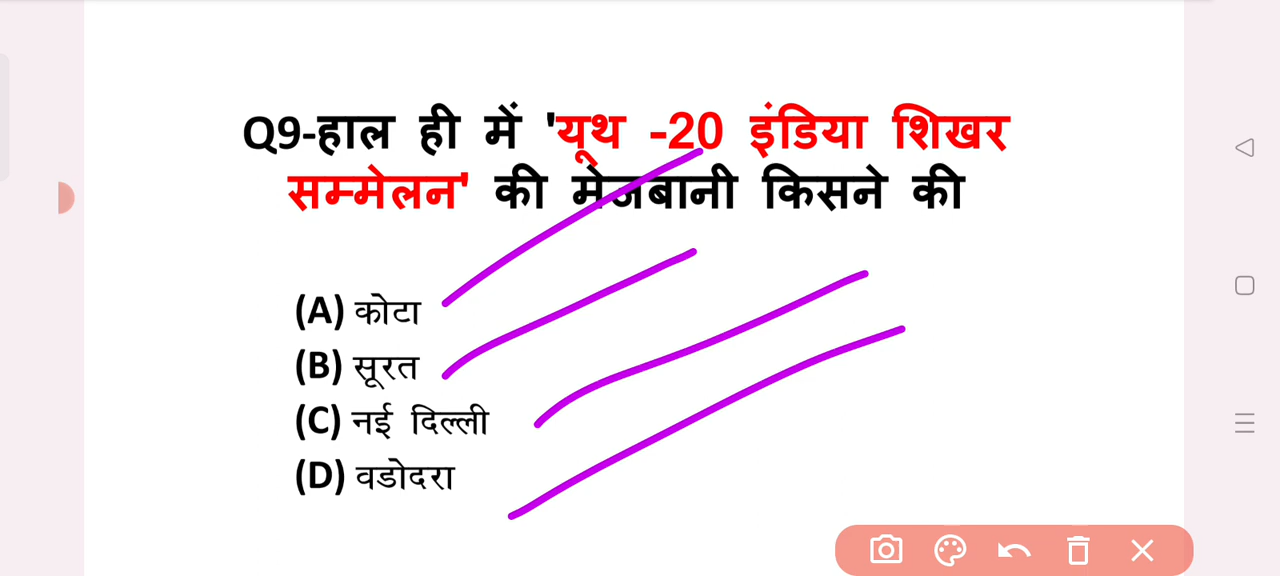 Q9-हाल ही में 'यूथ -20 इंडिया शिखर
सम्मेलन' की मेजबानी किसने की
(A) कोटा
(B) सूरत
(C) नई दिल्ली
(D) वडोदरा